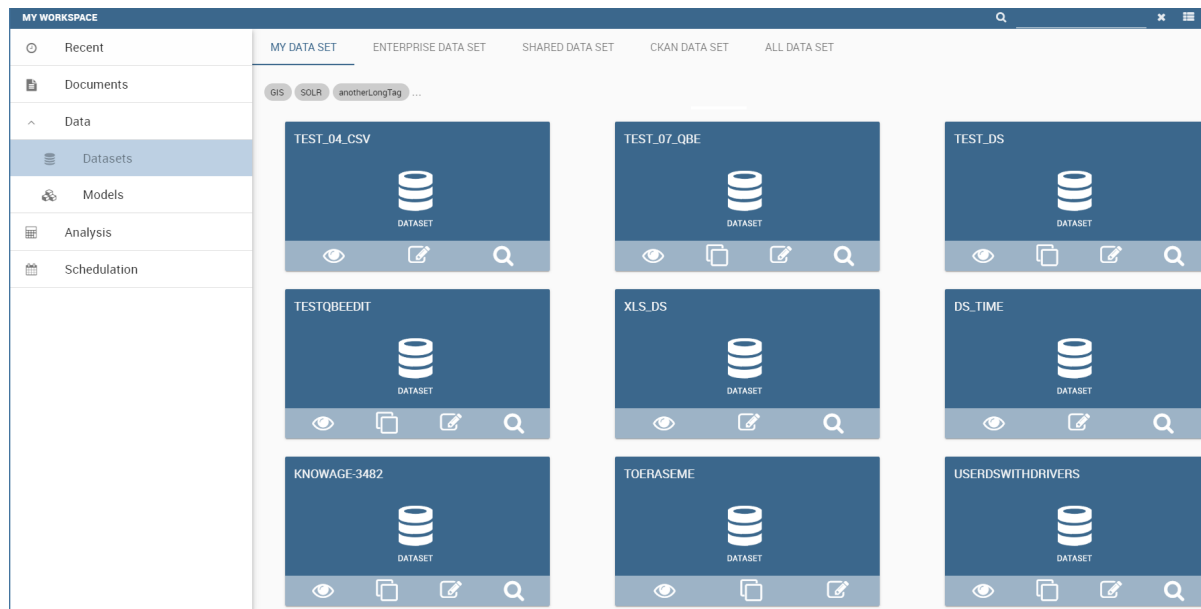 MY WORKSPACE
Recent
Documents
Data
Datasets
Models
Analysis
Schedulation
MY DATA SET ENTERPRISE DATA SET SHARED DATA SET CKAN DATA SET ALL DATA SET
GIS SOLR anotherLongTag ...
TEST_04_CSV TEST_07_QBE TEST_DS
DATASET DATASET DATASET
TESTQBEEDIT XLS_DS DS_TIME
DATASET DATASET DATASET
KNOWAGE-3482 TOERASEME USERDSWITHDRIVERS
DATASET DATASET DATASET